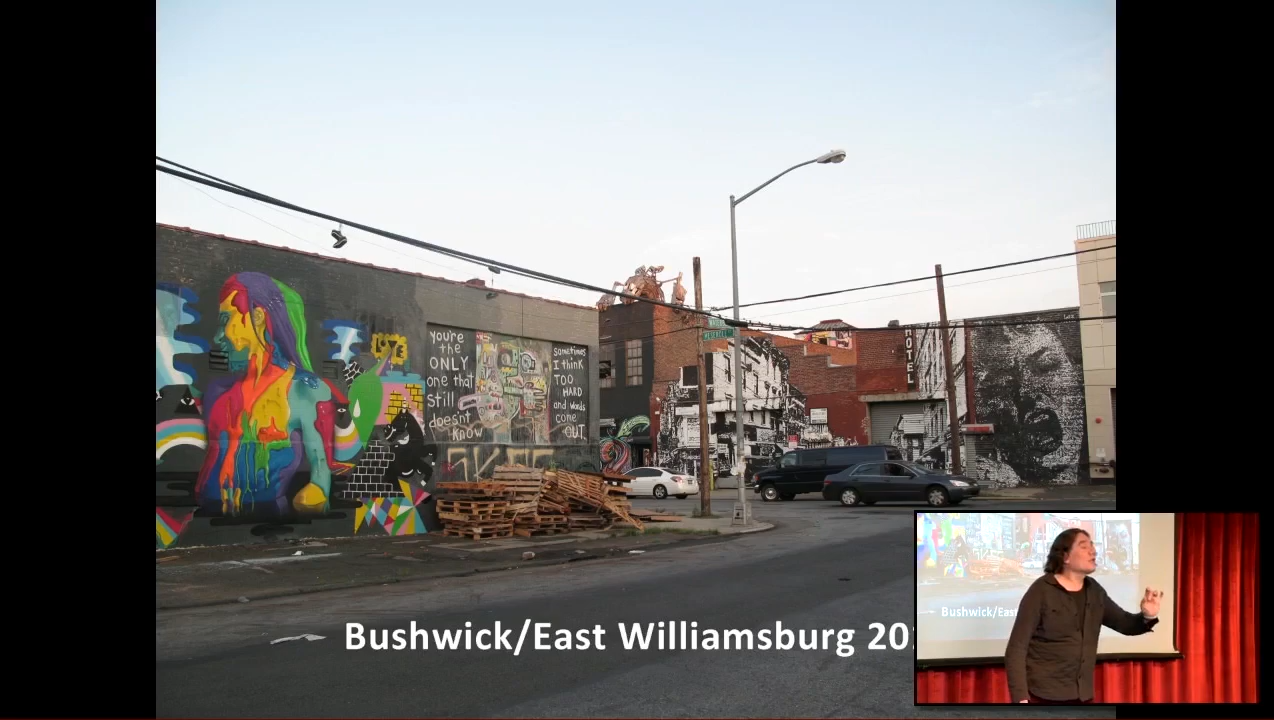 you're
the
ONLY
one that
still
doesn't
know
sometimes
I think
TOO
HARD
and words
come
OUT
HOTEL
Bushwick/East Williamsburg 20
Bushwick/East